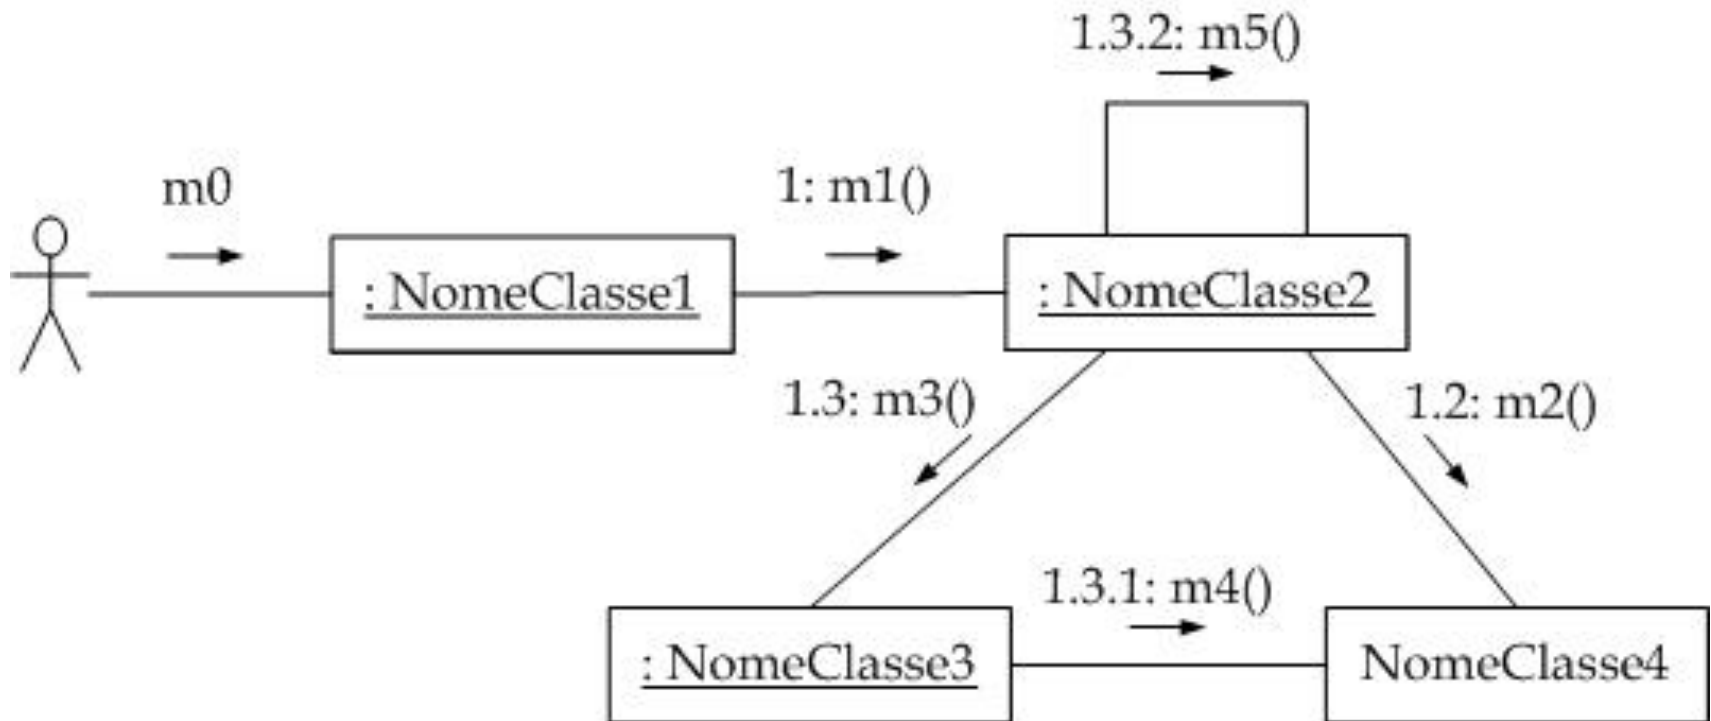 1.3.2: m5()
m0
1: m1()
: NomeClasse1
: NomeClasse2
1.3: m3()
1.2: m2()
1.3.1: m4()
: NomeClasse3
NomeClasse4